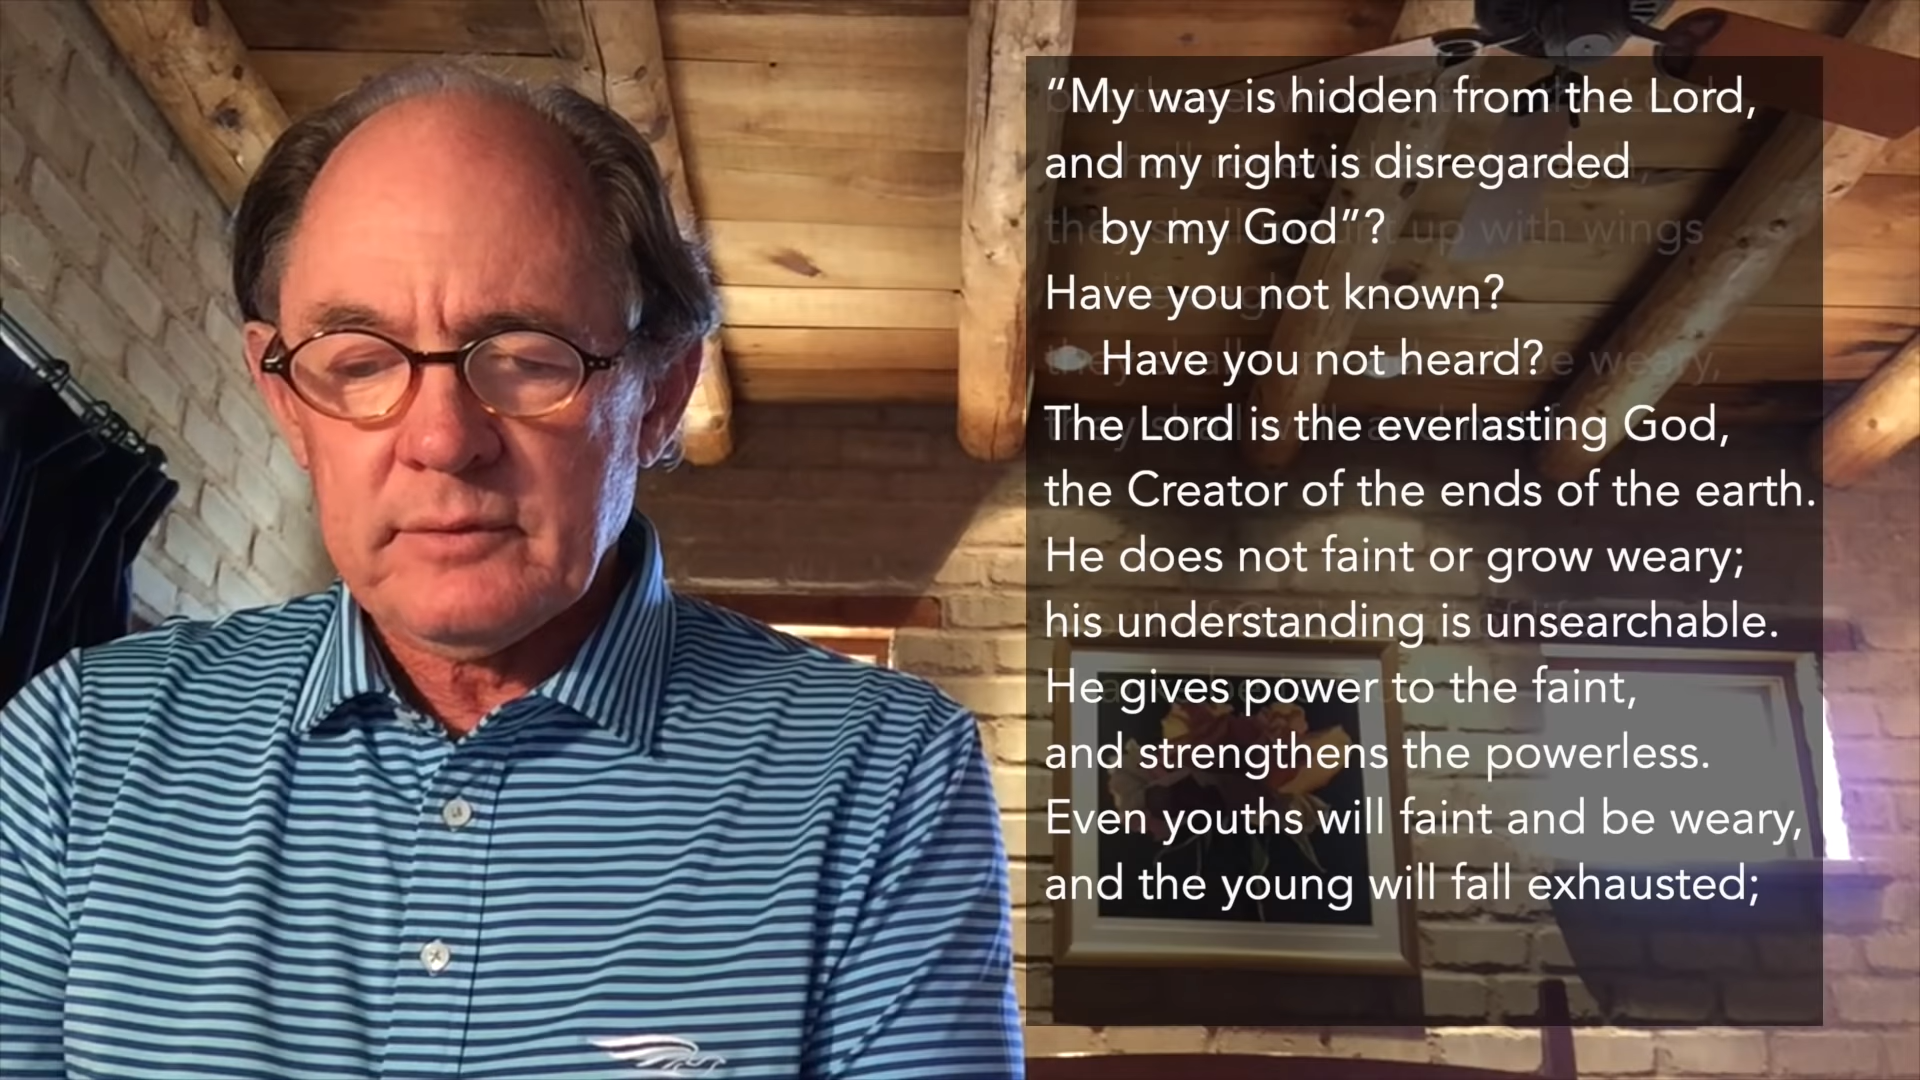 “My way is hidden from the Lord,
and my right is disregarded
by my God”?
Have you not known?
Have you not heard?
The Lord is the everlasting God,
the Creator of the ends of the earth.
He does not faint or grow weary;
his understanding is unsearchable.
He gives power to the faint,
and strengthens the powerless.
Even youths will faint and be weary,
and the young will fall exhausted;